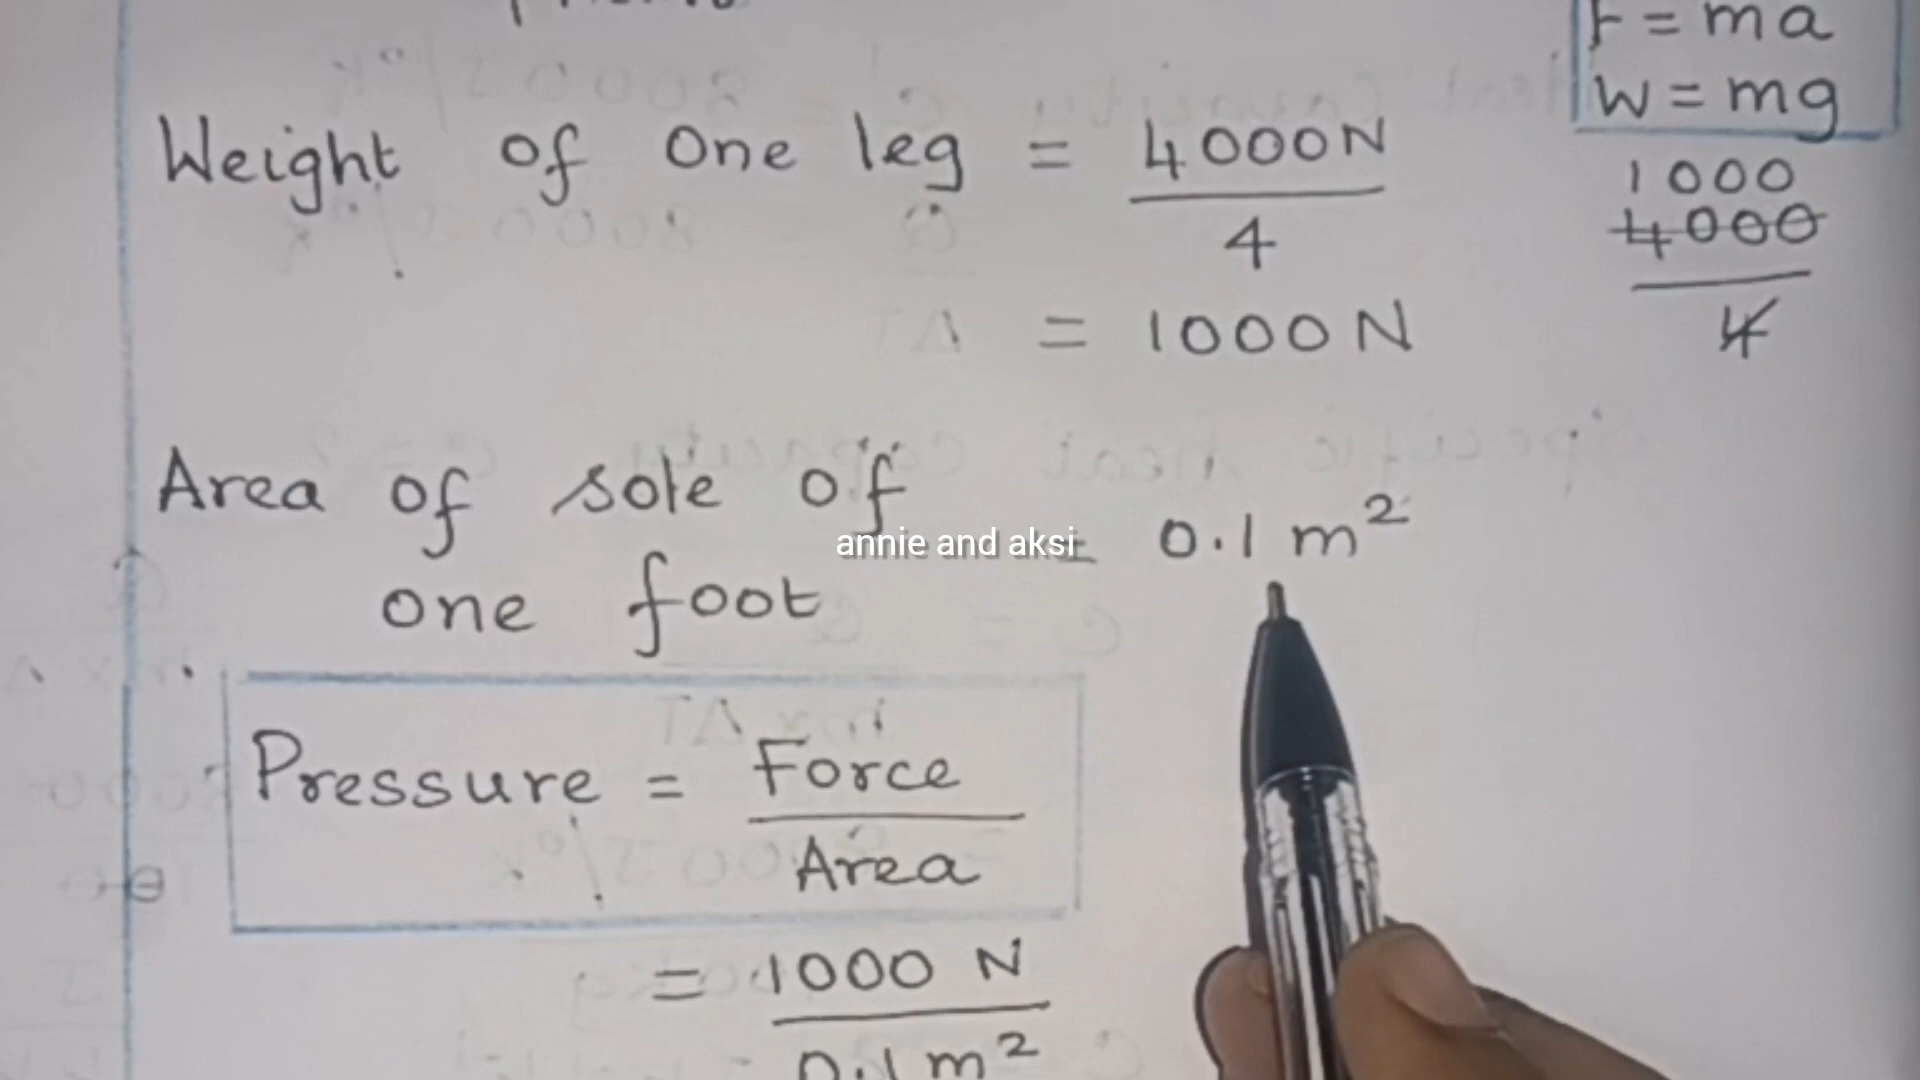 F = ma
W = mg
Weight of One leg = 4000N
4
= 1000 N
1000
4000
4
Area of sole of
one foot = 0.1 m²
annie and aksi
Pressure = Force
Area
= 1000 N
0.1 m²